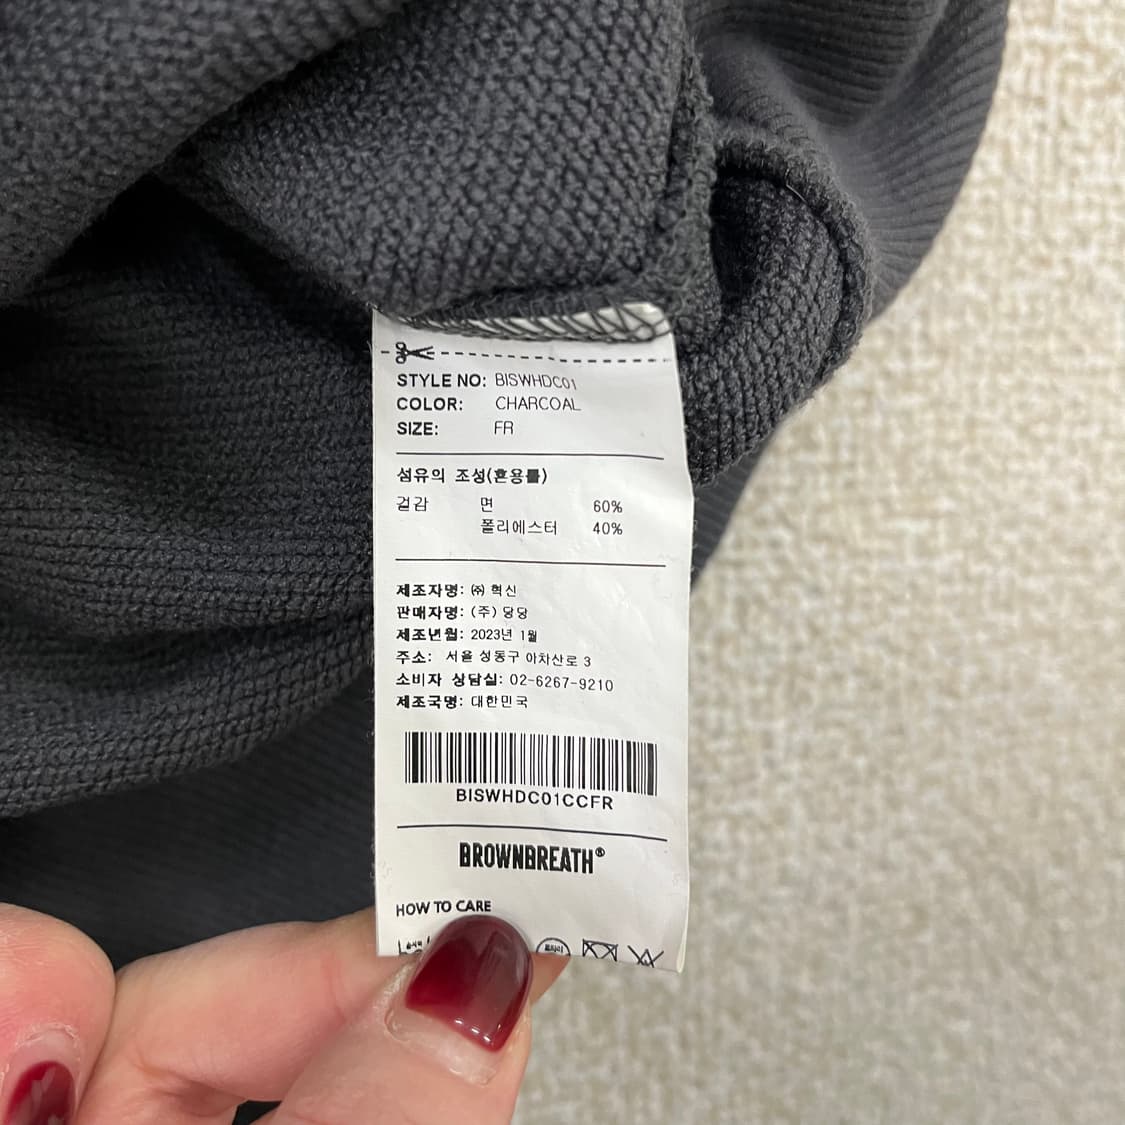 STYLE NO: BISWHDC01
COLOR: CHARCOAL
SIZE: FR
섬유의 조성(혼용률)
겉감 면 60%
폴리에스터 40%
제조자명: ㈜ 혁신
판매자명: (주) 당당
제조년월: 2023년 1월
주소: 서울 성동구 아차산로 3
소비자 상담실: 02-6267-9210
제조국명: 대한민국
BISWHDC01CCFR
BROWNBREATH®
HOW TO CARE